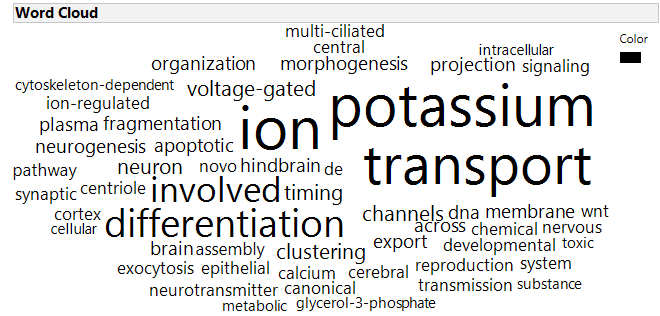 Word Cloud
Color
multi-ciliated
central
intracellular
organization morphogenesis projection signaling
cytoskeleton-dependent voltage-gated
ion-regulated
ion potassium
plasma fragmentation
neurogenesis apoptotic
transport
pathway neuron novo hindbrain de
synaptic centriole involved timing
cortex differentiation channels dna membrane wnt
cellular across chemical nervous
brain assembly clustering export developmental toxic
exocytosis epithelial calcium cerebral reproduction system
neurotransmitter canonical transmission substance
metabolic glycerol-3-phosphate